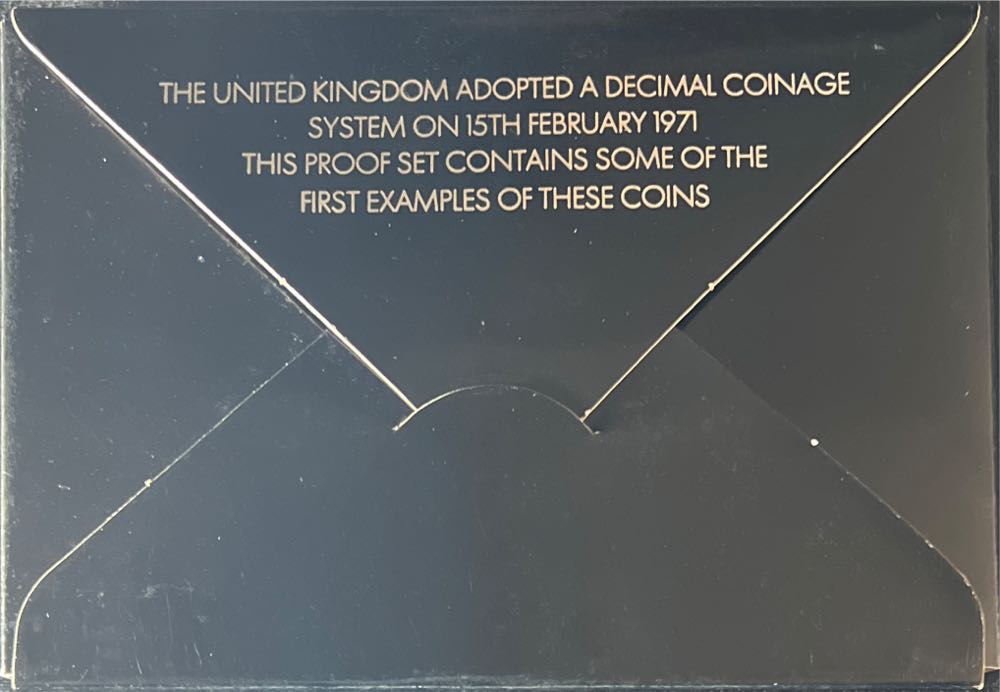 THE UNITED KINGDOM ADOPTED A DECIMAL COINAGE
SYSTEM ON 15TH FEBRUARY 1971
THIS PROOF SET CONTAINS SOME OF THE
FIRST EXAMPLES OF THESE COINS